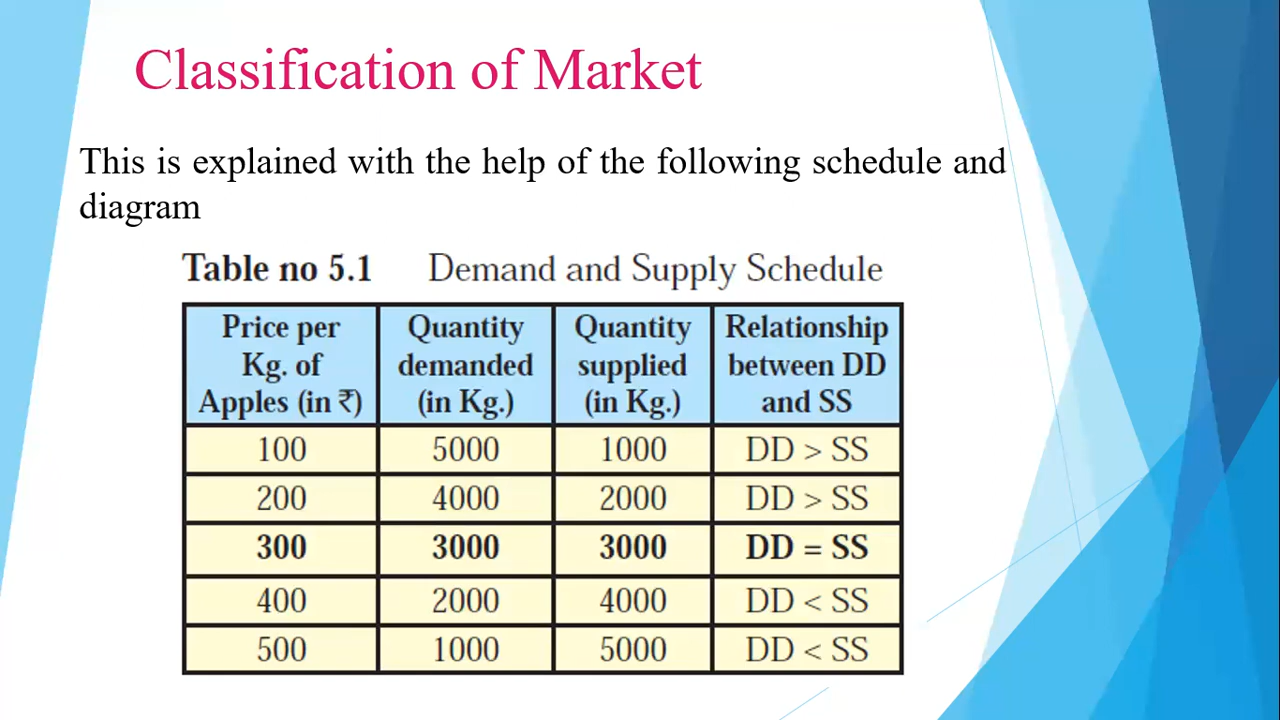 Classification of Market
This is explained with the help of the following schedule and
diagram
Table no 5.1 Demand and Supply Schedule
Price per Quantity Quantity Relationship
Kg. of demanded supplied between DD
Apples (in ₹) (in Kg.) (in Kg.) and SS
100 5000 1000 DD > SS
200 4000 2000 DD > SS
300 3000 3000 DD = SS
400 2000 4000 DD < SS
500 1000 5000 DD < SS